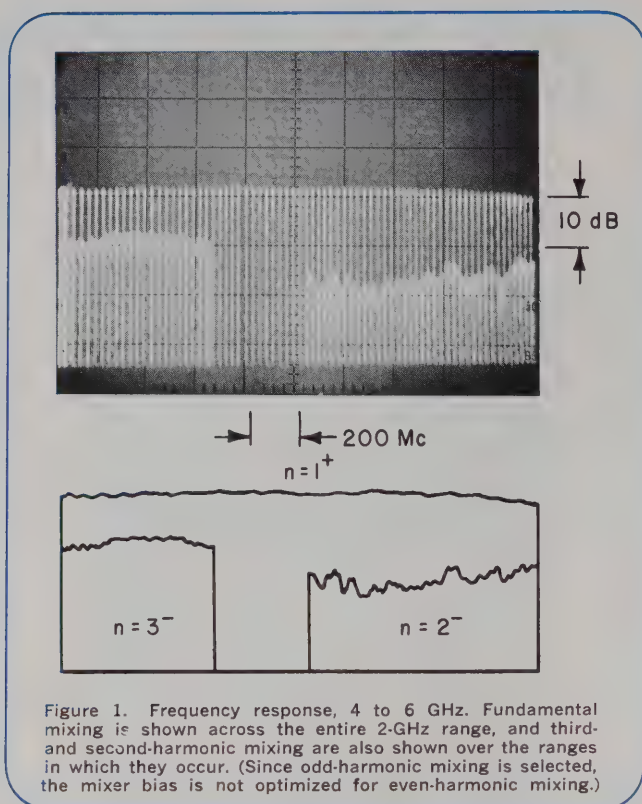 10 dB
200 Mc
n = 1⁺
n = 3⁻
n = 2⁻
Figure 1. Frequency response, 4 to 6 GHz. Fundamental
mixing is shown across the entire 2-GHz range, and third-
and second-harmonic mixing are also shown over the ranges
in which they occur. (Since odd-harmonic mixing is selected,
the mixer bias is not optimized for even-harmonic mixing.)